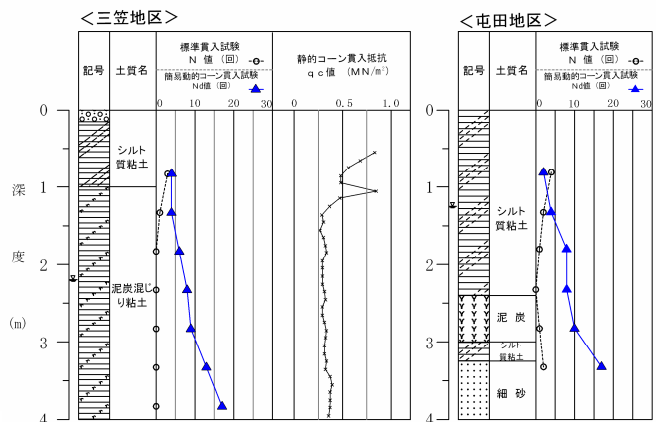 ＜三笠地区＞
記号
土質名
標準貫入試験
Ｎ 値（回）
簡易動的コーン貫入試験
Nd値（回）
0 10 20 30
静的コーン貫入抵抗
ｑｃ値 （MN/㎡）
0 0.5 1.0
深
度
(m)
0
1
2
3
4
シルト
質粘土
泥炭混じ
り粘土
＜屯田地区＞
記号
土質名
標準貫入試験
Ｎ 値（回）
簡易動的コーン貫入試験
Nd値（回）
0 10 20 30
0
1
2
3
4
シルト
質粘土
泥 炭
シルト
質粘土
細 砂